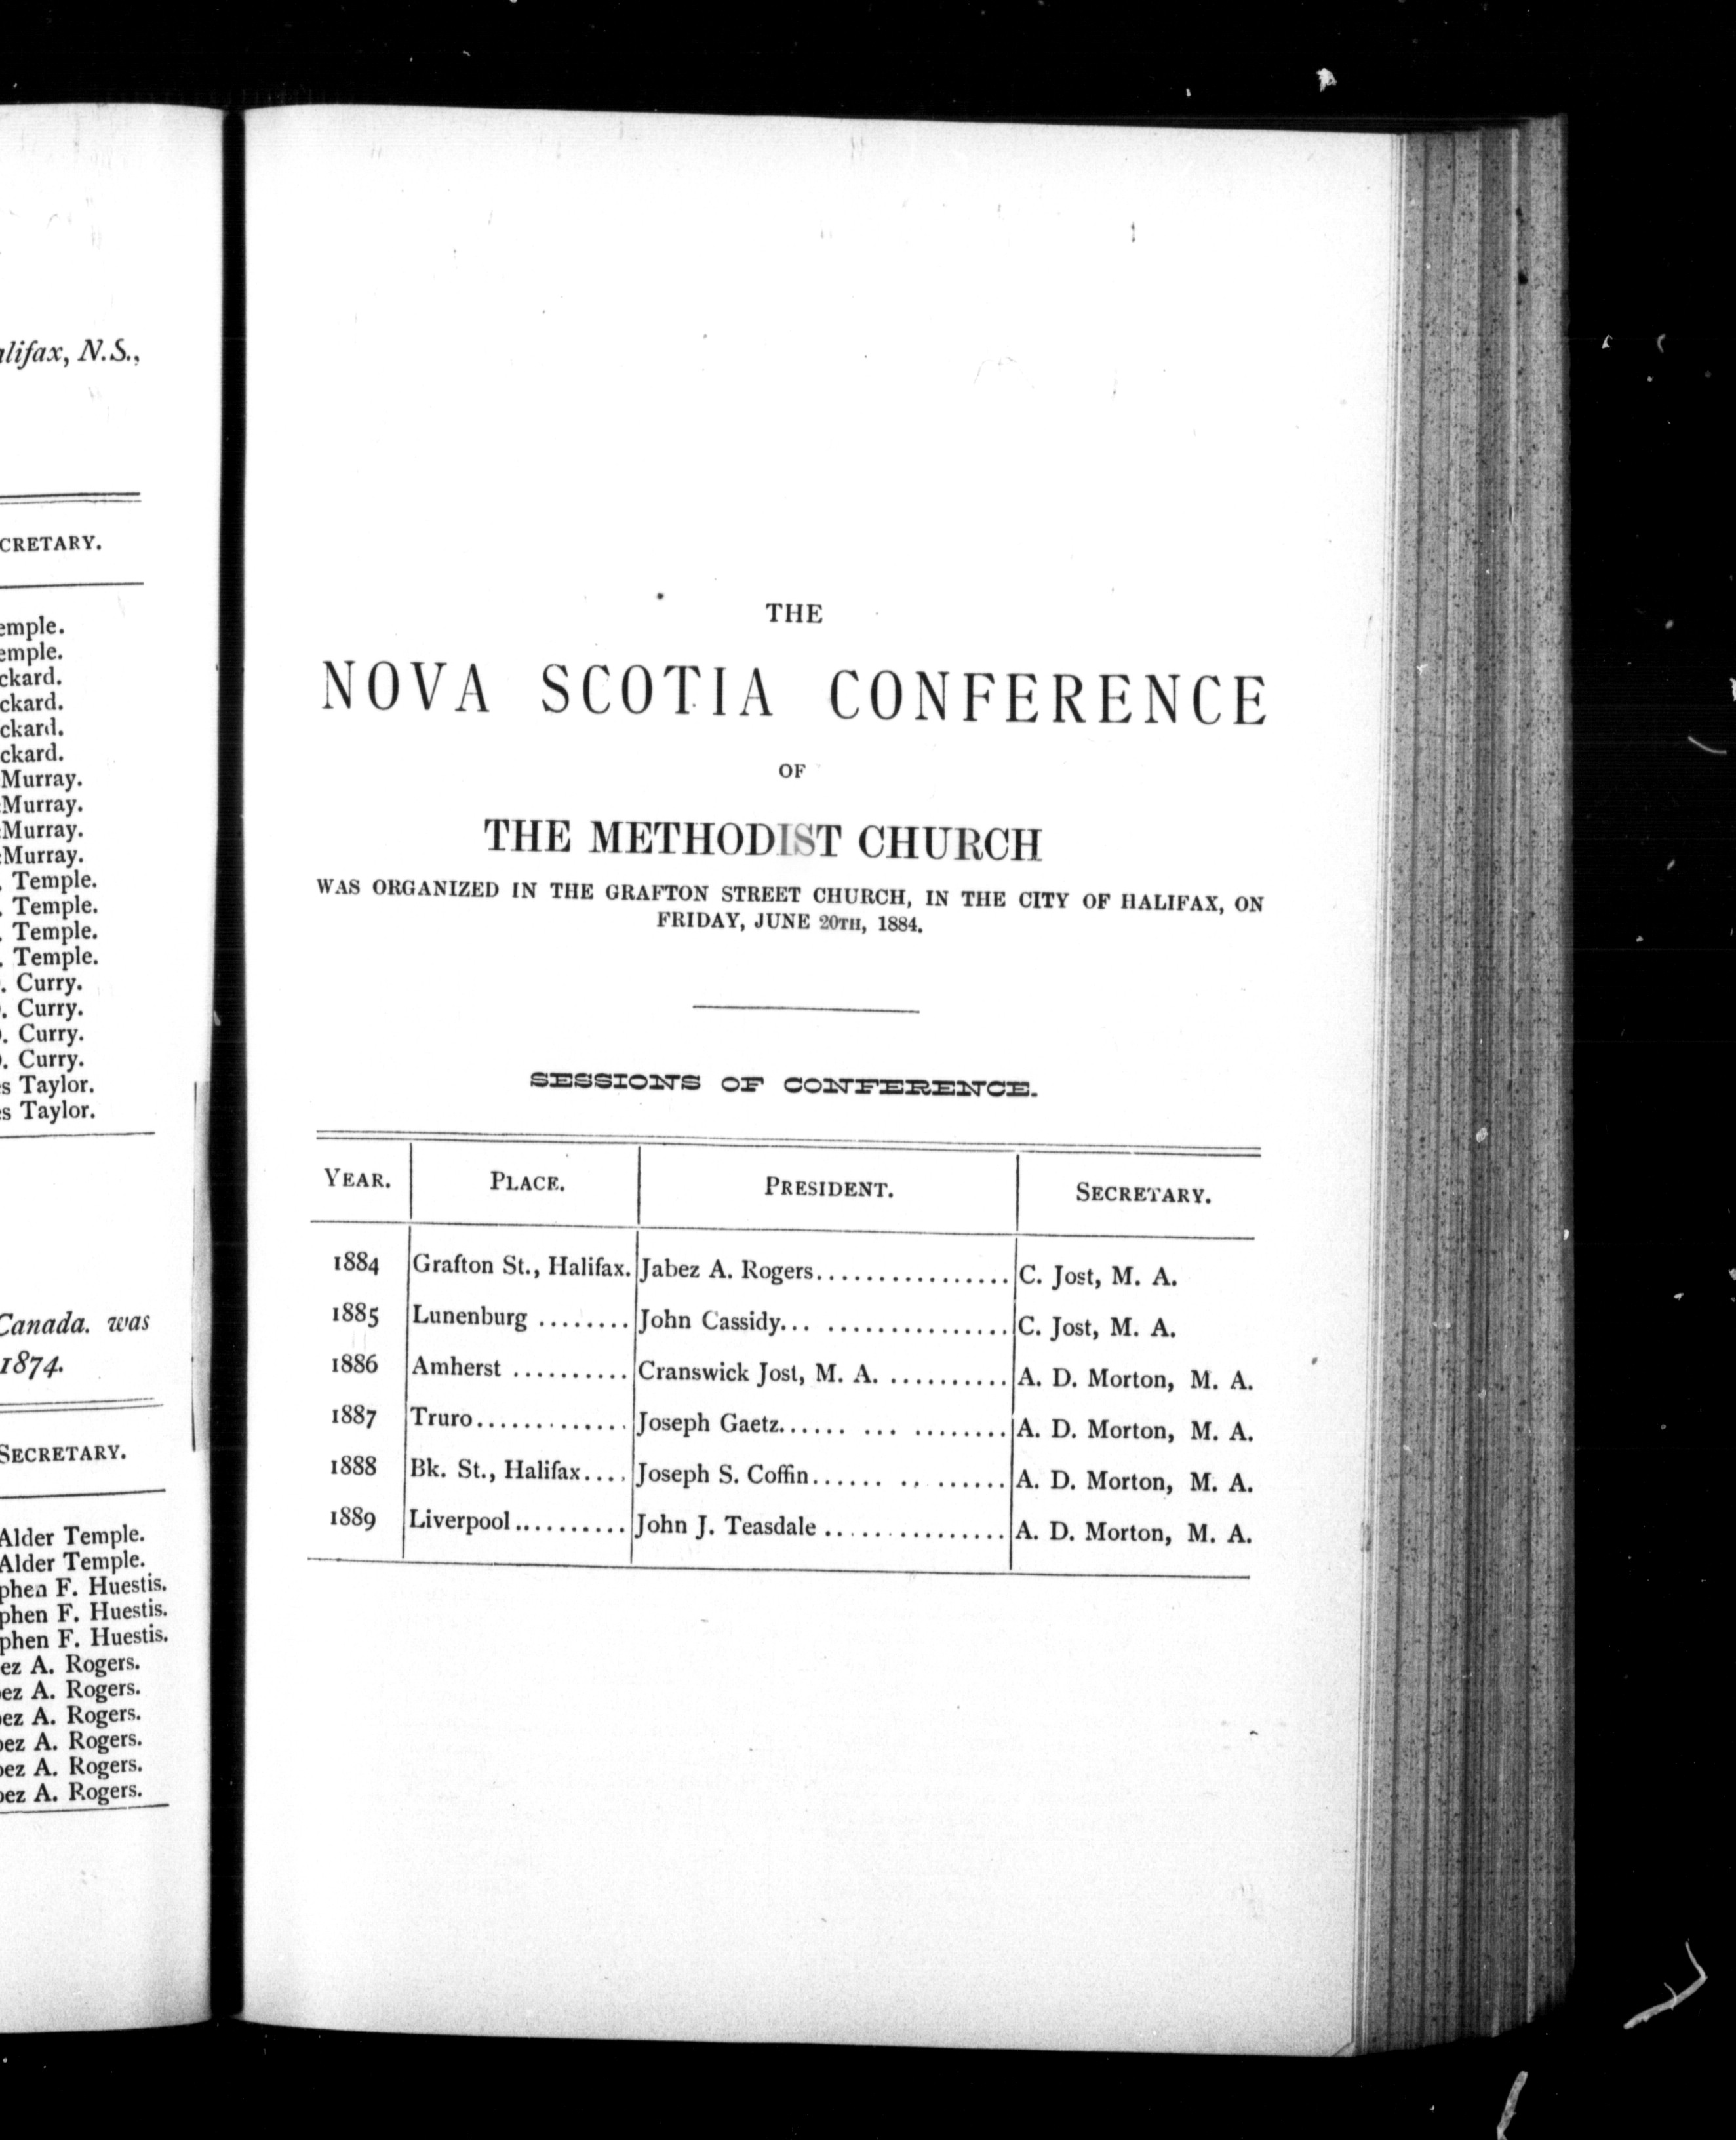 alifax, N.S.,
CRETARY.
emple.
emple.
ckard.
ckard.
ckard.
ckard.
Murray.
Murray.
Murray.
Murray.
. Temple.
. Temple.
. Temple.
. Temple.
. Curry.
. Curry.
. Curry.
. Curry.
s Taylor.
s Taylor.
Canada. was
1874.
SECRETARY.
Alder Temple.
Alder Temple.
phen F. Huestis.
phen F. Huestis.
phen F. Huestis.
ez A. Rogers.
ez A. Rogers.
ez A. Rogers.
bez A. Rogers.
bez A. Rogers.
bez A. Rogers.
THE
NOVA SCOTIA CONFERENCE
OF
THE METHODIST CHURCH
WAS ORGANIZED IN THE GRAFTON STREET CHURCH, IN THE CITY OF HALIFAX, ON
FRIDAY, JUNE 20TH, 1884.
SESSIONS OF CONFERENCE.
YEAR. PLACE. PRESIDENT. SECRETARY.
1884 Grafton St., Halifax. Jabez A. Rogers................ C. Jost, M. A.
1885 Lunenburg ........ John Cassidy... ................ C. Jost, M. A.
1886 Amherst .......... Cranswick Jost, M. A. ........... A. D. Morton, M. A.
1887 Truro............. Joseph Gaetz...... ... ........ A. D. Morton, M. A.
1888 Bk. St., Halifax.... Joseph S. Coffin...... .. ...... A. D. Morton, M. A.
1889 Liverpool.......... John J. Teasdale ................ A. D. Morton, M. A.